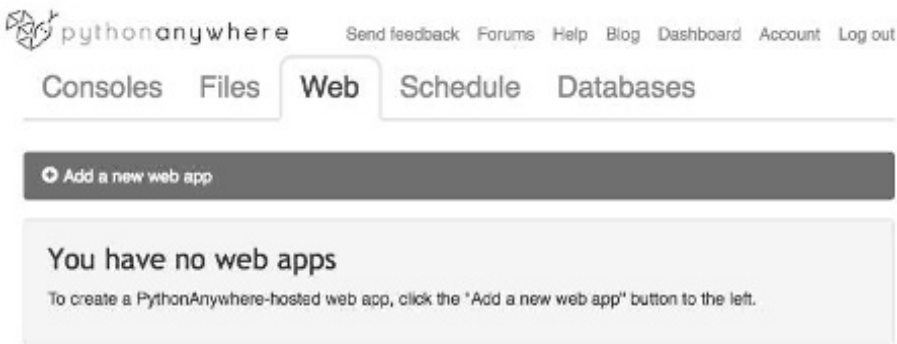 pythonanywhere Send feedback Forums Help Blog Dashboard Account Log out
Consoles Files Web Schedule Databases
Add a new web app
You have no web apps
To create a PythonAnywhere-hosted web app, click the "Add a new web app" button to the left.